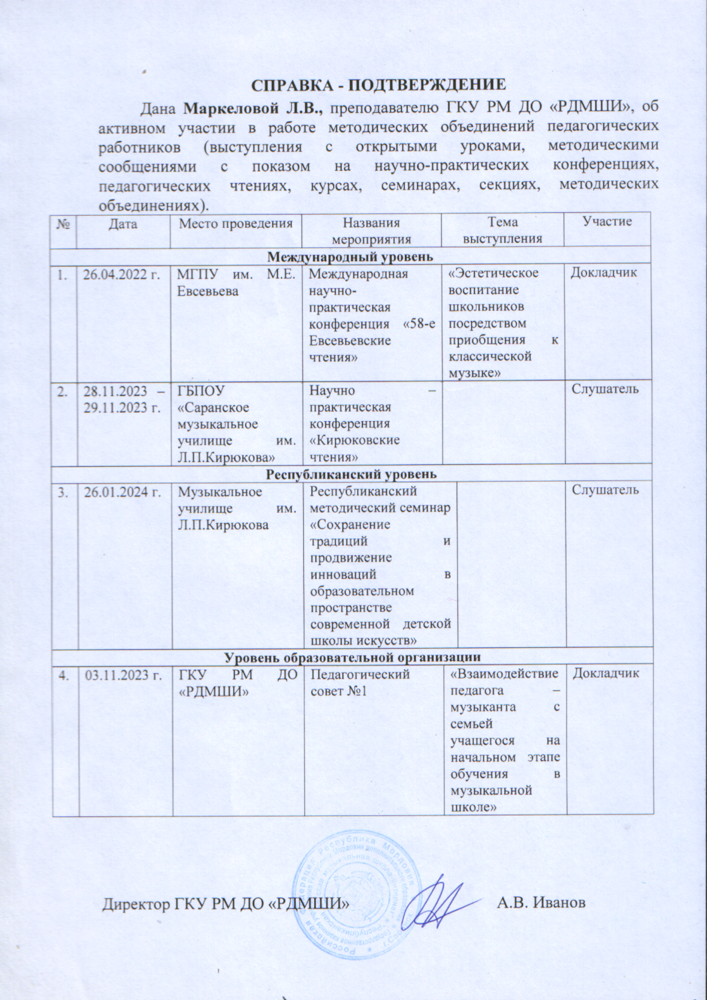 СПРАВКА - ПОДТВЕРЖДЕНИЕ
Дана Маркеловой Л.В., преподавателю ГКУ РМ ДО «РДМШИ», об
активном участии в работе методических объединений педагогических
работников (выступления с открытыми уроками, методическими
сообщениями с показом на научно-практических конференциях,
педагогических чтениях, курсах, семинарах, секциях, методических
объединениях).
№ Дата Место проведения Названия мероприятия Тема выступления Участие
Международный уровень
1. 26.04.2022 г. МГПУ им. М.Е. Евсевьева Международная научно-практическая конференция «58-е Евсевьевские чтения» «Эстетическое воспитание школьников посредством приобщения к классической музыке» Докладчик
2. 28.11.2023 – 29.11.2023 г. ГБПОУ «Саранское музыкальное училище им. Л.П.Кирюкова» Научно – практическая конференция «Кирюковские чтения» Слушатель
Республиканский уровень
3. 26.01.2024 г. Музыкальное училище им. Л.П.Кирюкова Республиканский методический семинар «Сохранение традиций и продвижение инноваций в образовательном пространстве современной детской школы искусств» Слушатель
Уровень образовательной организации
4. 03.11.2023 г. ГКУ РМ ДО «РДМШИ» Педагогический совет №1 «Взаимодействие педагога – музыканта с семьей учащегося на начальном этапе обучения в музыкальной школе» Докладчик
Директор ГКУ РМ ДО «РДМШИ» А.В. Иванов
Российская Федерация Республика Мордовия